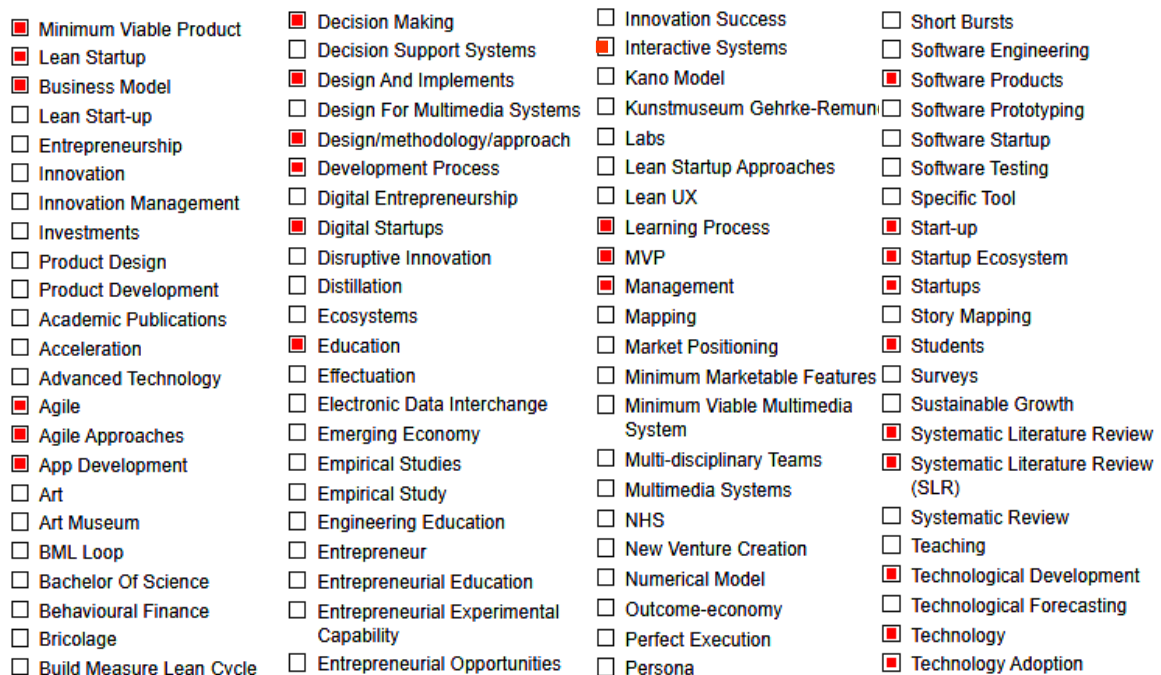 Minimum Viable Product
Lean Startup
Business Model
Lean Start-up
Entrepreneurship
Innovation
Innovation Management
Investments
Product Design
Product Development
Academic Publications
Acceleration
Advanced Technology
Agile
Agile Approaches
App Development
Art
Art Museum
BML Loop
Bachelor Of Science
Behavioural Finance
Bricolage
Build Measure Lean Cycle
Decision Making
Decision Support Systems
Design And Implements
Design For Multimedia Systems
Design/methodology/approach
Development Process
Digital Entrepreneurship
Digital Startups
Disruptive Innovation
Distillation
Ecosystems
Education
Effectuation
Electronic Data Interchange
Emerging Economy
Empirical Studies
Empirical Study
Engineering Education
Entrepreneur
Entrepreneurial Education
Entrepreneurial Experimental
Capability
Entrepreneurial Opportunities
Innovation Success
Interactive Systems
Kano Model
Kunstmuseum Gehrke-Remun
Labs
Lean Startup Approaches
Lean UX
Learning Process
MVP
Management
Mapping
Market Positioning
Minimum Marketable Features
Minimum Viable Multimedia
System
Multi-disciplinary Teams
Multimedia Systems
NHS
New Venture Creation
Numerical Model
Outcome-economy
Perfect Execution
Persona
Short Bursts
Software Engineering
Software Products
Software Prototyping
Software Startup
Software Testing
Specific Tool
Start-up
Startup Ecosystem
Startups
Story Mapping
Students
Surveys
Sustainable Growth
Systematic Literature Review
Systematic Literature Review
(SLR)
Systematic Review
Teaching
Technological Development
Technological Forecasting
Technology
Technology Adoption